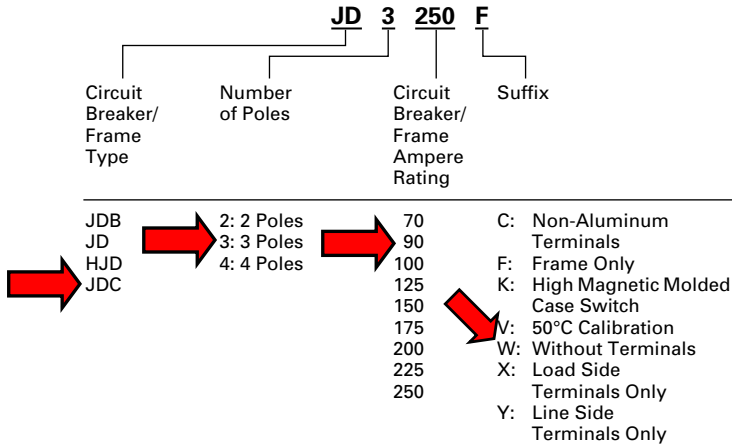 JD 3 250 F
Circuit Breaker/ Frame Type
Number of Poles
Circuit Breaker/ Frame Ampere Rating
Suffix
JDB
JD
HJD
JDC
2: 2 Poles
3: 3 Poles
4: 4 Poles
70
90
100
125
150
175
200
225
250
C: Non-Aluminum
Terminals
F: Frame Only
K: High Magnetic Molded
Case Switch
V: 50°C Calibration
W: Without Terminals
X: Load Side
Terminals Only
Y: Line Side
Terminals Only